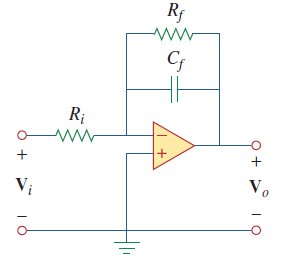 R_f
C_f
R_i
− +
+ +
V_i V_o
− −